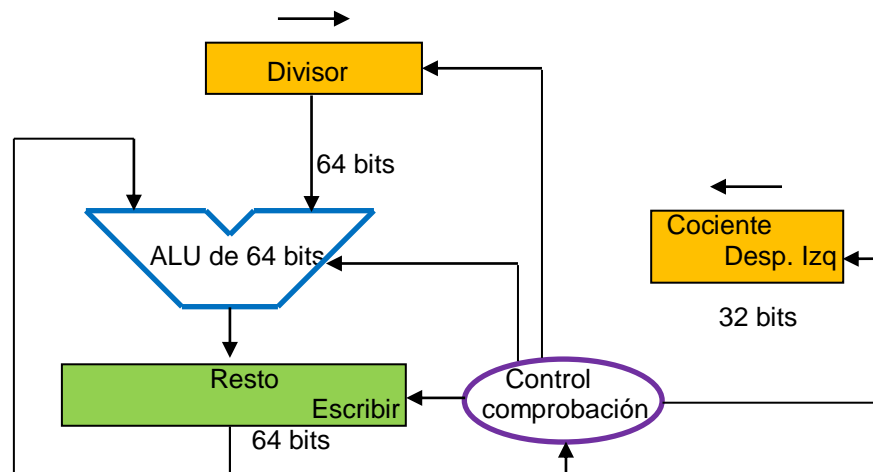 Divisor
64 bits
Cociente
Desp. Izq
ALU de 64 bits
32 bits
Resto
Escribir
Control
comprobación
64 bits